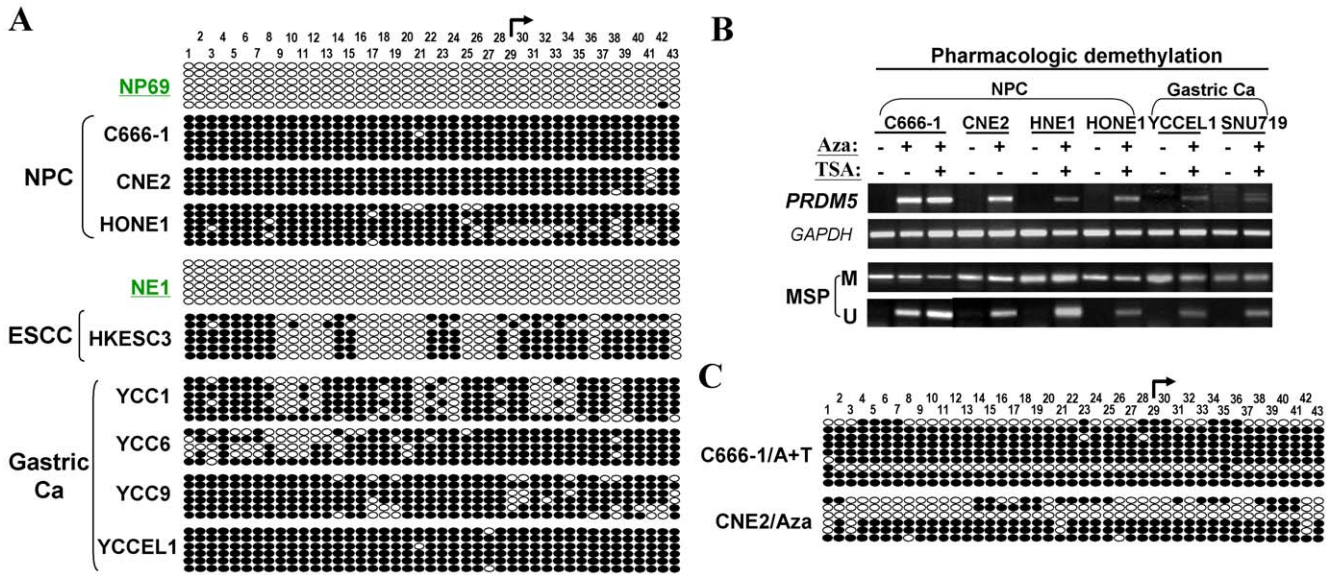 A
2 4 6 8 10 12 14 16 18 20 22 24 26 28 30 32 34 36 38 40 42
1 3 5 7 9 11 13 15 17 19 21 23 25 27 29 31 33 35 37 39 41 43
NP69
NPC
C666-1
CNE2
HONE1
NE1
ESCC
HKESC3
Gastric
Ca
YCC1
YCC6
YCC9
YCCEL1
B
Pharmacologic demethylation
NPC Gastric Ca
C666-1 CNE2 HNE1 HONE1 YCCEL1 SNU719
Aza: - + + - + - + - + - + - +
TSA: - - + - - - + - + - + - +
PRDM5
GAPDH
MSP
M
U
C
2 4 6 8 10 12 14 16 18 20 22 24 26 28 30 32 34 36 38 40 42
1 3 5 7 9 11 13 15 17 19 21 23 25 27 29 31 33 35 37 39 41 43
C666-1/A+T
CNE2/Aza